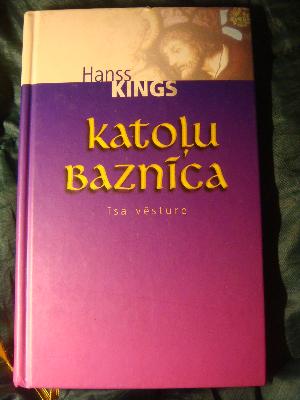 Hanss
KINGS
Katoļu
Baznīca
Īsa vēsture